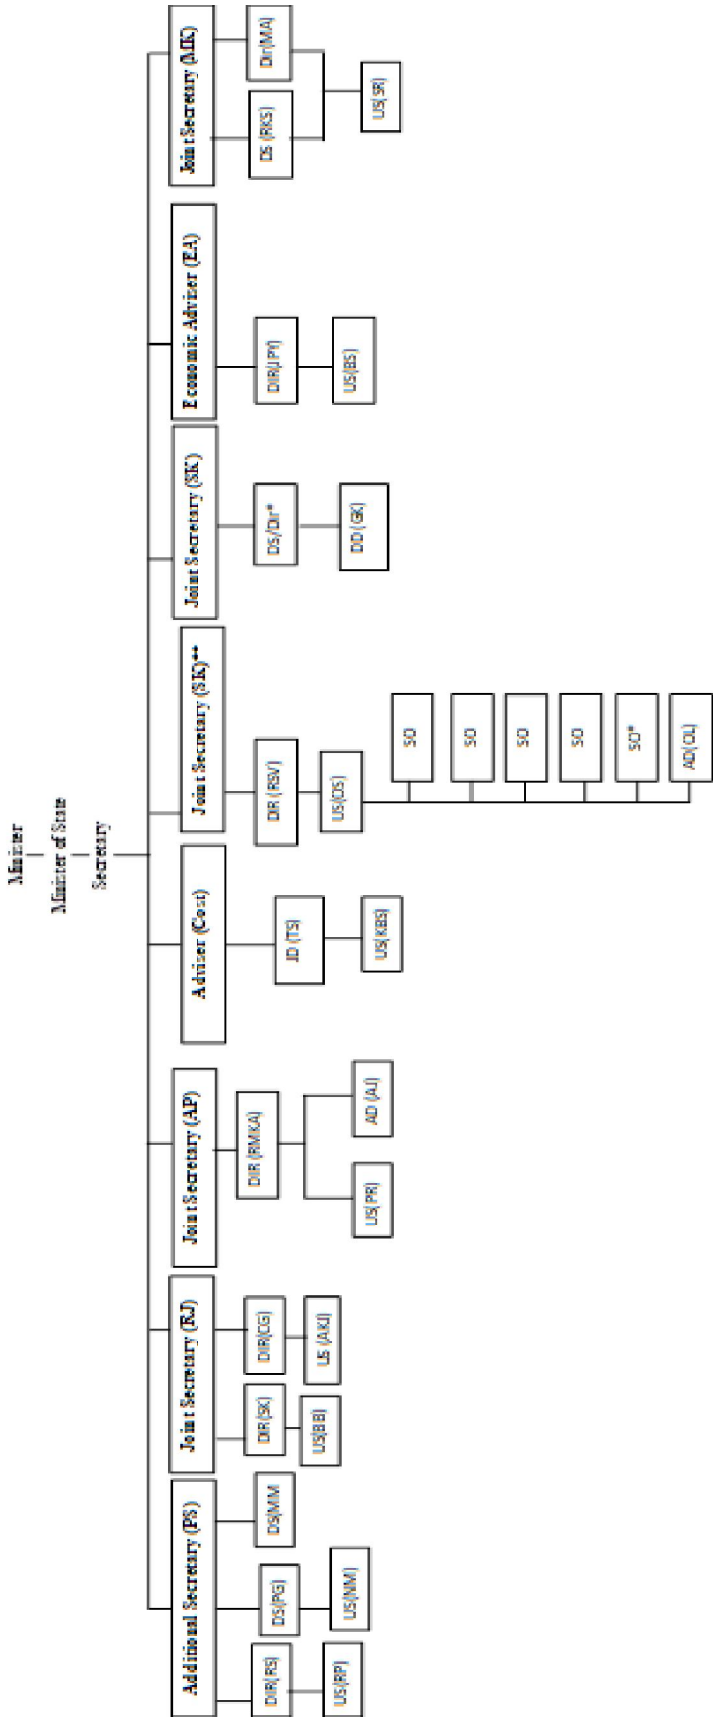 Minister
Minister of State
Secretary
Additional Secretary (PS)
Joint Secretary (RJ)
Joint Secretary (AP)
Adviser (Cost)
Joint Secretary (SK)**
Joint Secretary (SK)
Economic Adviser (EA)
Joint Secretary (MK)
DIR(RS)
DS(PG)
DS(MM
DIR(SK)
DIR(CG)
DIR (RMKA)
JD (TS)
DIR (RSV)
DS/Dir*
DIR(JPY)
DS (RKS)
Dir(MA)
US(RP)
US(NM)
US(BIB)
US (AKJ)
US(PR)
AD (AJ)
US(KBS)
US(DS)
DD (GK)
US(BS)
US(SR)
SO
SO
SO
SO
SO*
AD(OL)